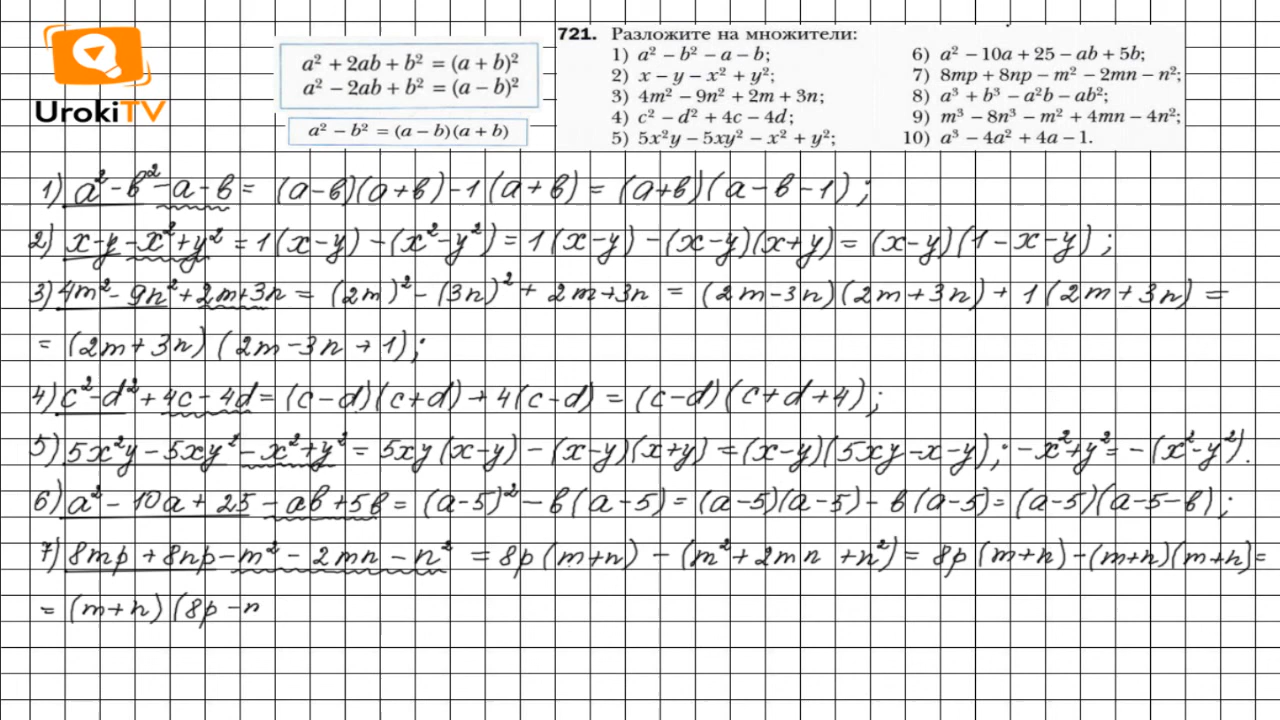 UrokiTV
a² + 2ab + b² = (a + b)²
a² − 2ab + b² = (a − b)²
a² − b² = (a − b)(a + b)
721. Разложите на множители:
1) a² − b² − a − b;
2) x − y − x² + y²;
3) 4m² − 9n² + 2m + 3n;
4) c² − d² + 4c − 4d;
5) 5x²y − 5xy² − x² + y²;
6) a² − 10a + 25 − ab + 5b;
7) 8mp + 8np − m² − 2mn − n²;
8) a³ + b³ − a²b − ab²;
9) m³ − 8n³ − m² + 4mn − 4n²;
10) a³ − 4a² + 4a − 1.
1) a² − b² − a − b = (a − b)(a + b) − 1(a + b) = (a + b)(a − b − 1);
2) x − y − x² + y² = 1(x − y) − (x² − y²) = 1(x − y) − (x − y)(x + y) = (x − y)(1 − x − y);
3) 4m² − 9n² + 2m + 3n = (2m)² − (3n)² + 2m + 3n = (2m − 3n)(2m + 3n) + 1(2m + 3n) =
= (2m + 3n)(2m − 3n + 1);
4) c² − d² + 4c − 4d = (c − d)(c + d) + 4(c − d) = (c − d)(c + d + 4);
5) 5x²y − 5xy² − x² + y² = 5xy(x − y) − (x − y)(x + y) = (x − y)(5xy − x − y); −x² + y² = −(x² − y²).
6) a² − 10a + 25 − ab + 5b = (a − 5)² − b(a − 5) = (a − 5)(a − 5) − b(a − 5) = (a − 5)(a − 5 − b);
7) 8mp + 8np − m² − 2mn − n² = 8p(m + n) − (m² + 2mn + n²) = 8p(m + n) − (m + n)(m + n) =
= (m + n)(8p − n